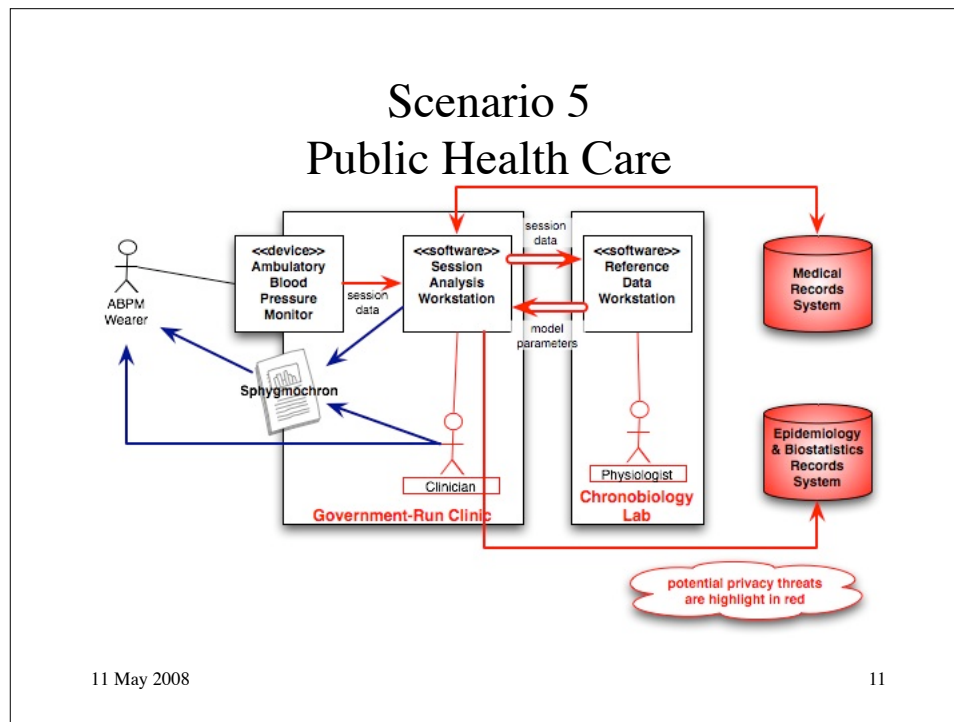 Scenario 5
Public Health Care
ABPM
Wearer
<<device>>
Ambulatory
Blood
Pressure
Monitor
session
data
<<software>>
Session
Analysis
Workstation
session
data
model
parameters
<<software>>
Reference
Data
Workstation
Medical
Records
System
Sphygmochron
Clinician
Government-Run Clinic
Physiologist
Chronobiology
Lab
Epidemiology
& Biostatistics
Records
System
potential privacy threats
are highlight in red
11 May 2008
11